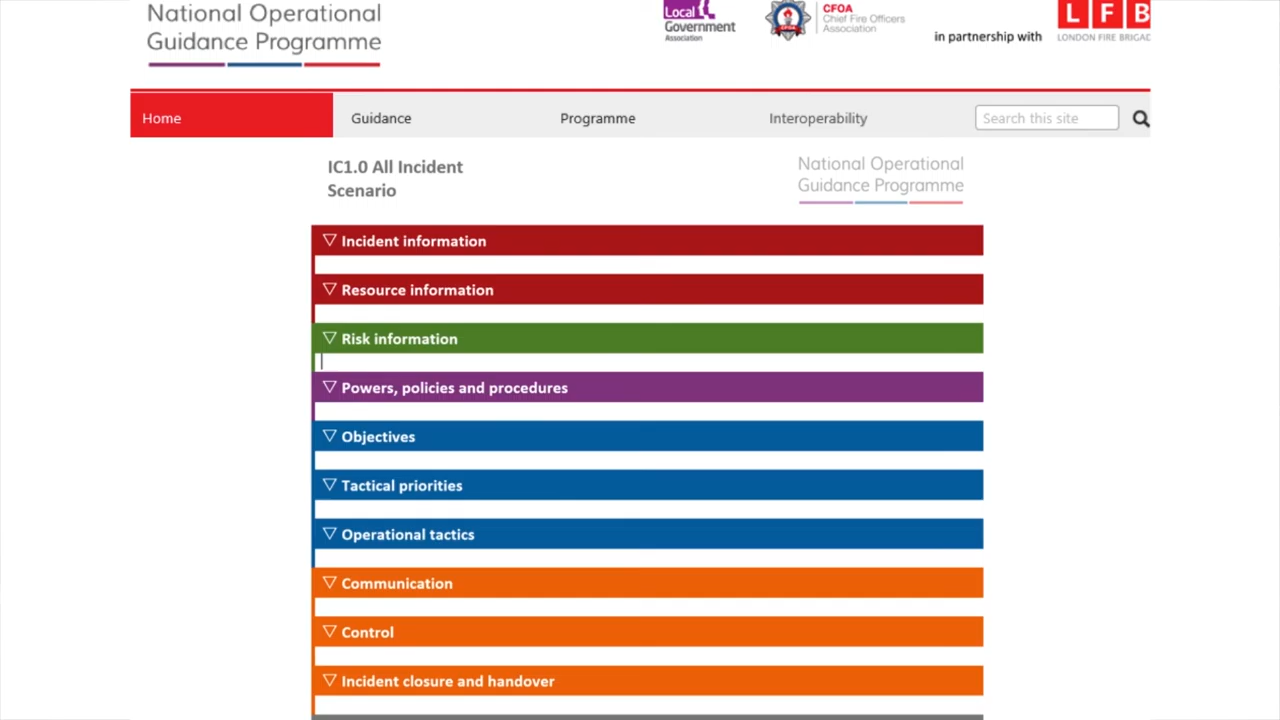 National Operational
Guidance Programme
Local
Government
Association
CFOA
Chief Fire Officers
Association
in partnership with
LFB
LONDON FIRE BRIGAD
Home
Guidance
Programme
Interoperability
Search this site
IC1.0 All Incident
Scenario
National Operational
Guidance Programme
▽ Incident information
▽ Resource information
▽ Risk information
▽ Powers, policies and procedures
▽ Objectives
▽ Tactical priorities
▽ Operational tactics
▽ Communication
▽ Control
▽ Incident closure and handover